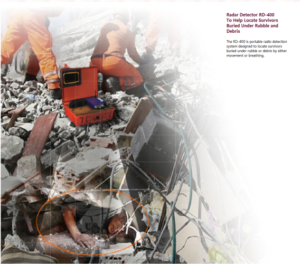 Radar Detector RD-400
To Help Locate Survivors
Buried Under Rubble and
Debris
The RD-400 is portable radio detection
system designed to locate survivors
buried under rubble or debris by either
movement or breathing.